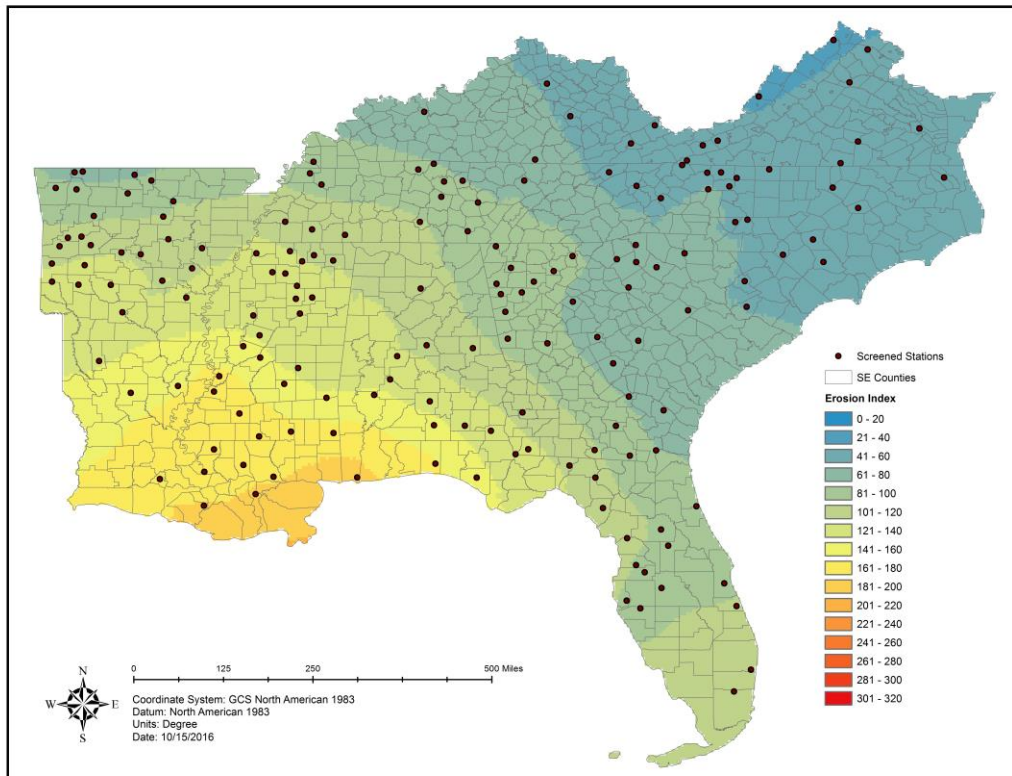 Screened Stations
SE Counties
Erosion Index
0 - 20
21 - 40
41 - 60
61 - 80
81 - 100
101 - 120
121 - 140
141 - 160
161 - 180
181 - 200
201 - 220
221 - 240
241 - 260
261 - 280
281 - 300
301 - 320
0 125 250 500 Miles
N
W E
S
Coordinate System: GCS North American 1983
Datum: North American 1983
Units: Degree
Date: 10/15/2016